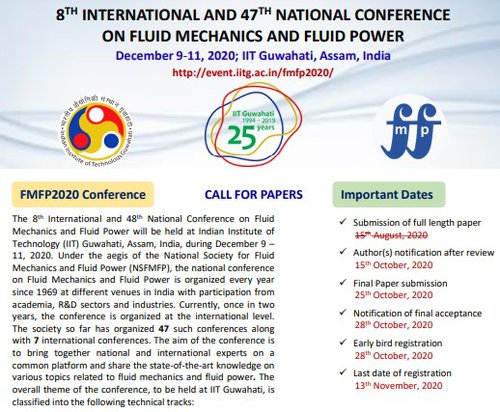 8TH INTERNATIONAL AND 47TH NATIONAL CONFERENCE
ON FLUID MECHANICS AND FLUID POWER
December 9-11, 2020; IIT Guwahati, Assam, India
http://event.iitg.ac.in/fmfp2020/
Indian Institute of Technology Guwahati
IIT Guwahati
1994 - 2019
25 years
fmfp
FMFP2020 Conference
CALL FOR PAPERS
The 8th International and 48th National Conference on Fluid
Mechanics and Fluid Power will be held at Indian Institute of
Technology (IIT) Guwahati, Assam, India, during December 9 –
11, 2020. Under the aegis of the National Society for Fluid
Mechanics and Fluid Power (NSFMFP), the national conference
on Fluid Mechanics and Fluid Power is organized every year
since 1969 at different venues in India with participation from
academia, R&D sectors and industries. Currently, once in two
years, the conference is organized at the international level.
The society so far has organized 47 such conferences along
with 7 international conferences. The aim of the conference is
to bring together national and international experts on a
common platform and share the state-of-the-art knowledge on
various topics related to fluid mechanics and fluid power. The
overall theme of the conference, to be held at IIT Guwahati, is
classified into the following technical tracks:
Important Dates
✓ Submission of full length paper
15th August, 2020
✓ Author(s) notification after review
15th October, 2020
✓ Final Paper submission
25th October, 2020
✓ Notification of final acceptance
28th October, 2020
✓ Early bird registration
28th October, 2020
✓ Last date of registration
13th November, 2020